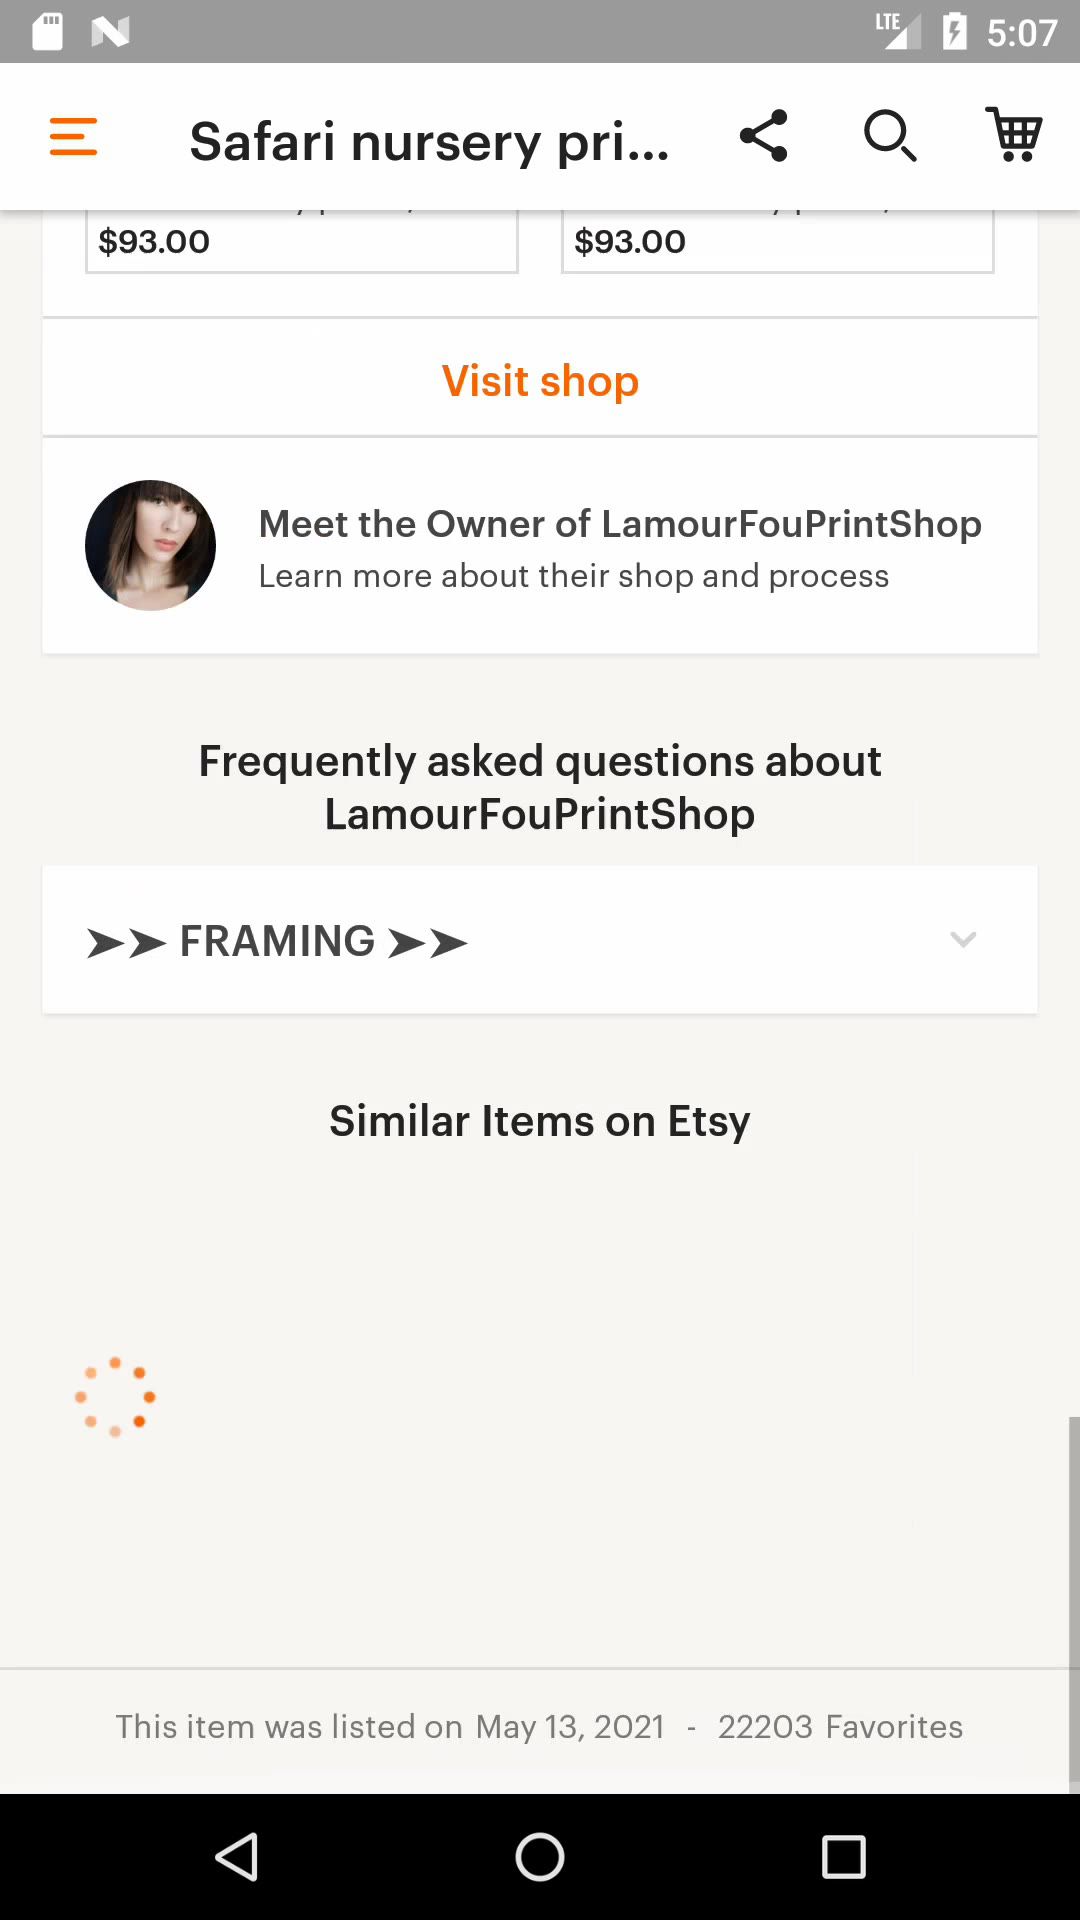 LTE 5:07
Safari nursery pri...
$93.00 $93.00
Visit shop
Meet the Owner of LamourFouPrintShop
Learn more about their shop and process
Frequently asked questions about
LamourFouPrintShop
➤➤ FRAMING ➤➤
Similar Items on Etsy
This item was listed on May 13, 2021 - 22203 Favorites